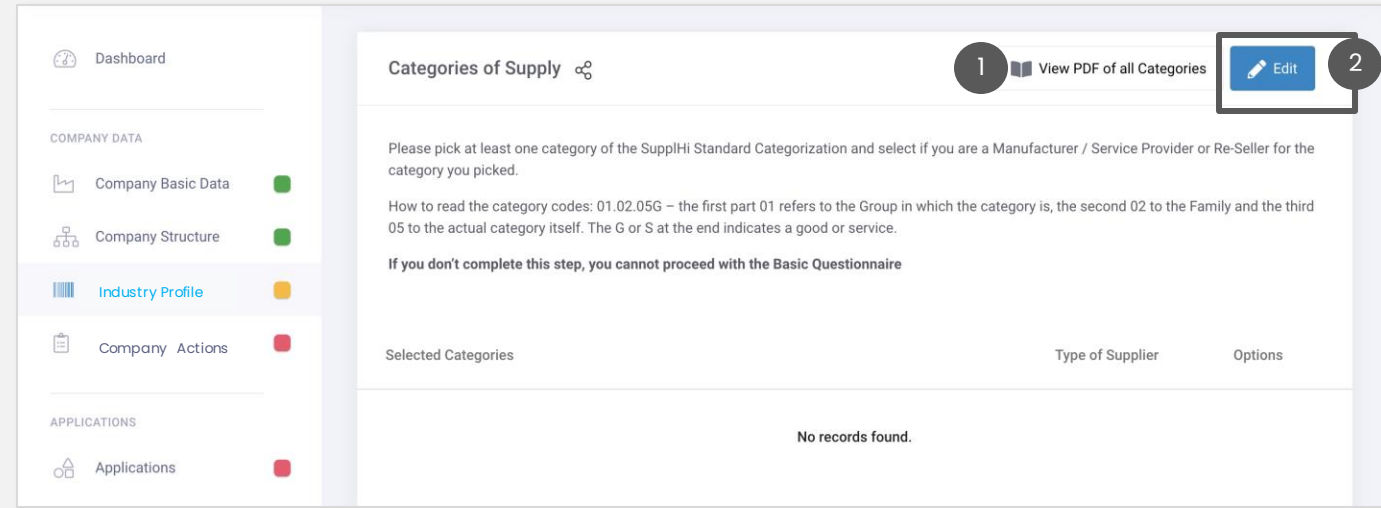 Dashboard
COMPANY DATA
Company Basic Data
Company Structure
Industry Profile
Company Actions
APPLICATIONS
Applications
Categories of Supply
1
View PDF of all Categories
Edit
2
Please pick at least one category of the SupplHi Standard Categorization and select if you are a Manufacturer / Service Provider or Re-Seller for the
category you picked.
How to read the category codes: 01.02.05G – the first part 01 refers to the Group in which the category is, the second 02 to the Family and the third
05 to the actual category itself. The G or S at the end indicates a good or service.
If you don't complete this step, you cannot proceed with the Basic Questionnaire
Selected Categories
Type of Supplier
Options
No records found.